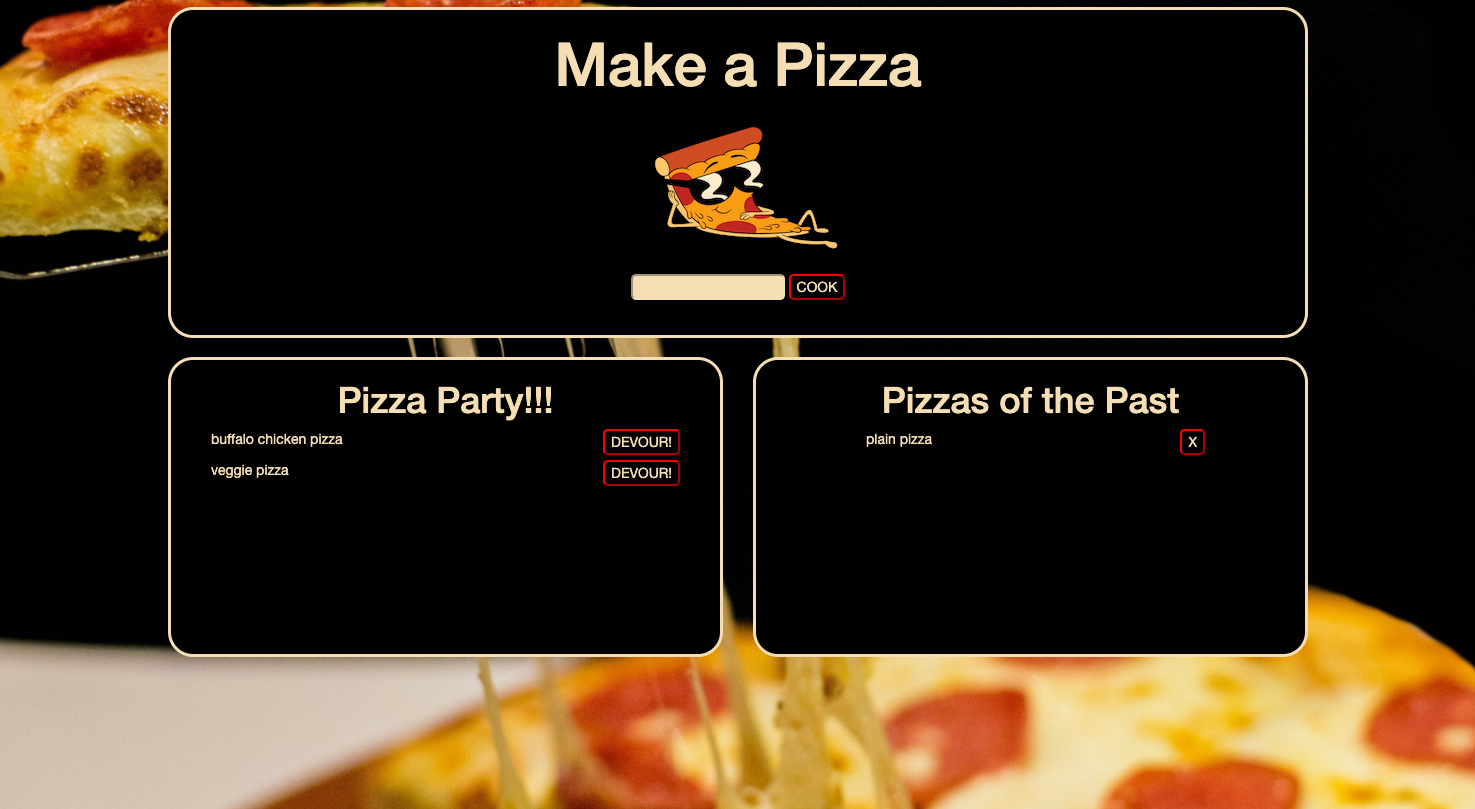 Make a Pizza
COOK
Pizza Party!!!
buffalo chicken pizza DEVOUR!
veggie pizza DEVOUR!
Pizzas of the Past
plain pizza X